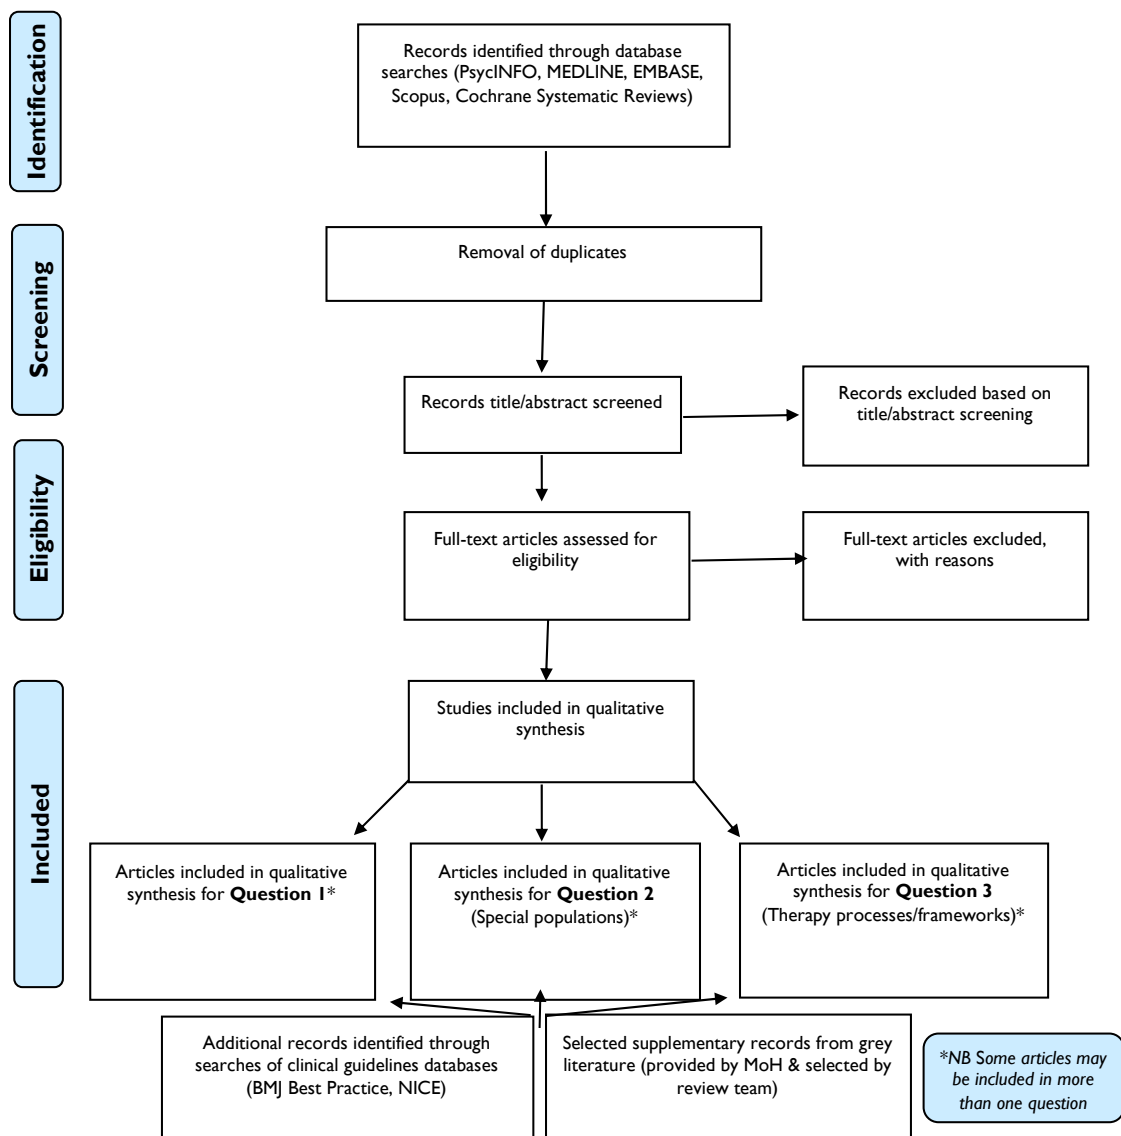 Identification
Records identified through database
searches (PsycINFO, MEDLINE, EMBASE,
Scopus, Cochrane Systematic Reviews)
Screening
Removal of duplicates
Records title/abstract screened
Records excluded based on
title/abstract screening
Eligibility
Full-text articles assessed for
eligibility
Full-text articles excluded,
with reasons
Included
Studies included in qualitative
synthesis
Articles included in qualitative
synthesis for Question 1*
Articles included in qualitative
synthesis for Question 2
(Special populations)*
Articles included in qualitative
synthesis for Question 3
(Therapy processes/frameworks)*
Additional records identified through
searches of clinical guidelines databases
(BMJ Best Practice, NICE)
Selected supplementary records from grey
literature (provided by MoH & selected by
review team)
*NB Some articles may
be included in more
than one question